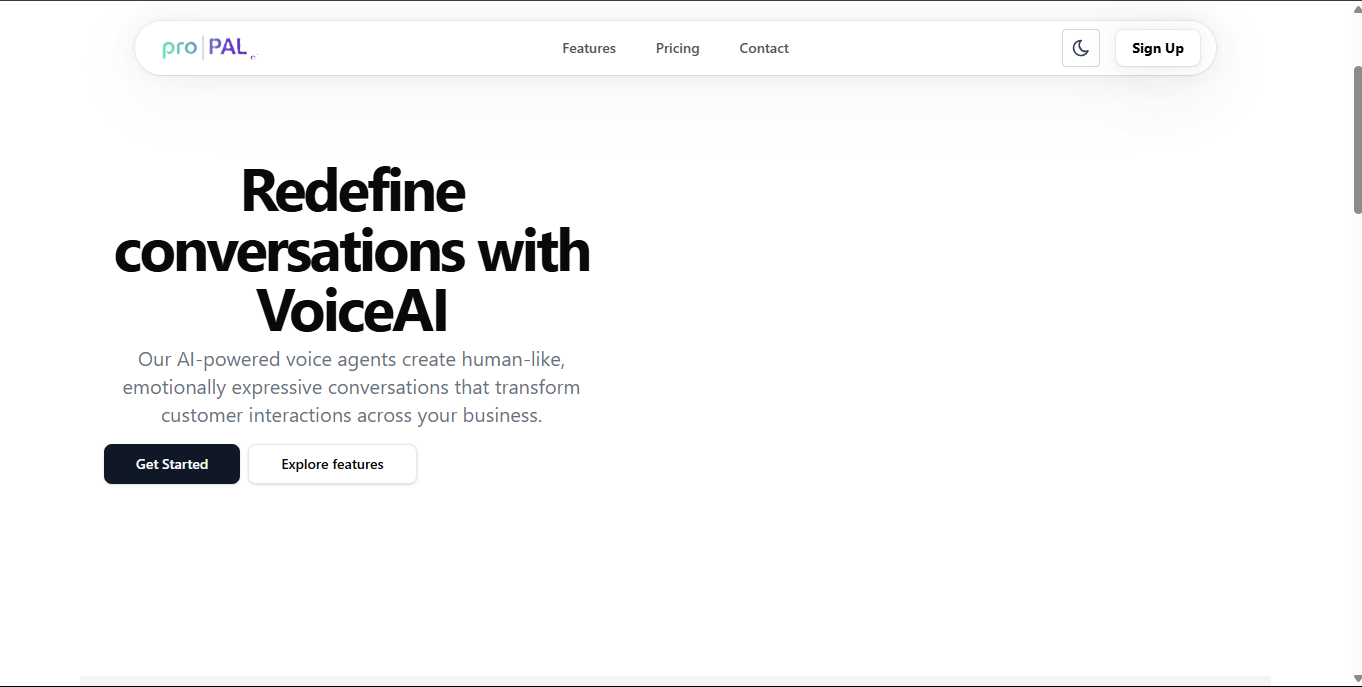 pro|PAL
Features
Pricing
Contact
Sign Up
Redefine
conversations with
VoiceAI
Our AI-powered voice agents create human-like,
emotionally expressive conversations that transform
customer interactions across your business.
Get Started
Explore features